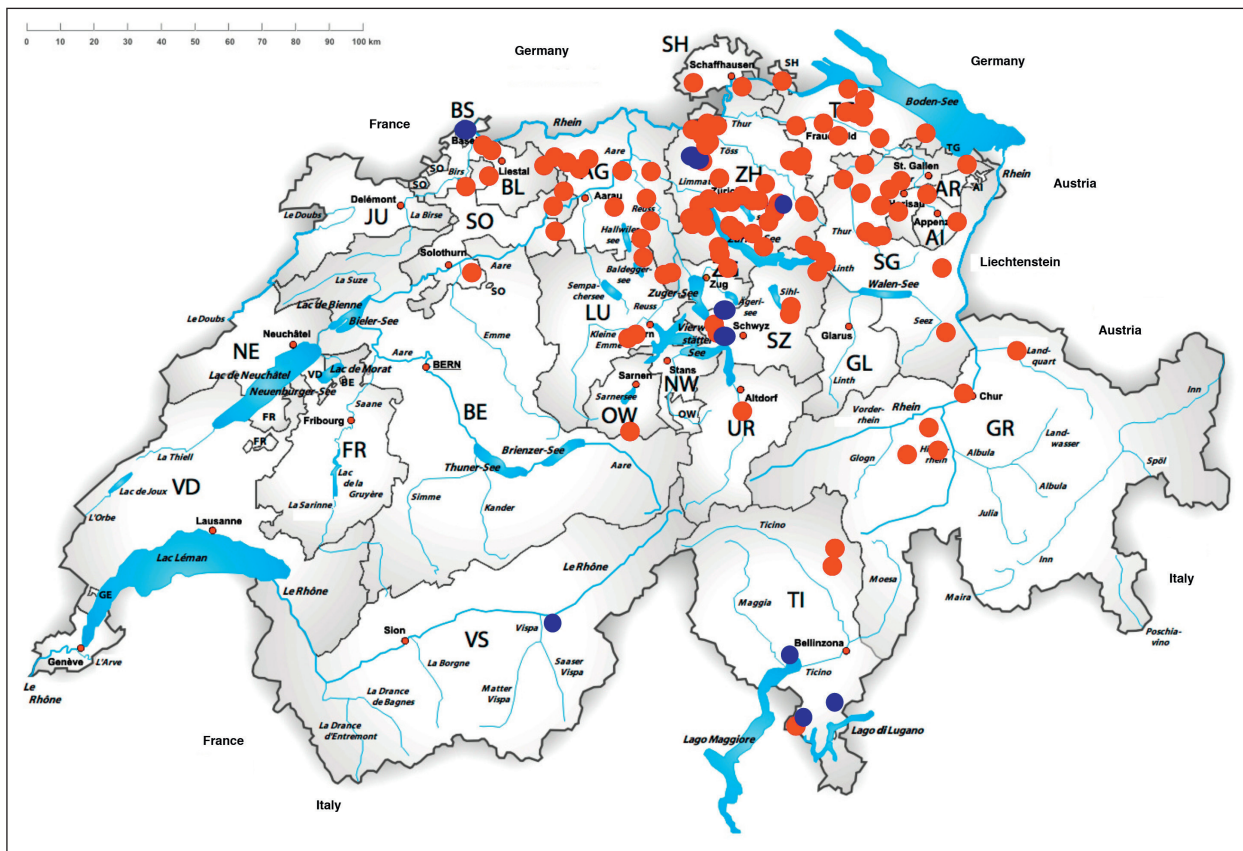 0 10 20 30 40 50 60 70 80 90 100 km
Germany
SH
Schaffhausen
SH
Germany
France
BS
Rhein
Boden-See
Thur
TG
Aare
Töss
St. Gallen
SO
Birs
Liestal
BL
ZH
AR
AI
Rhein
Austria
SO
Limmat
Delémont
JU
Aarau
Le Doubs
La Birse
SO
Reuss
Hallwiler-
see
Thur
AI
Solothurn
Aare
SO
Baldegger-
see
Linth
SG
Liechtenstein
La Suze
Sempa-
chersee
Zuger-See
Zug
Sihl-
Walen-See
Lac de Bienne
Bieler-See
LU
Reuss
Ägeri-
see
Le Doubs
Emme
Kleine
Emme
Schwyz
Glarus
Seez
Austria
Neuchâtel
NE
Aare
SZ
Lac de Neuchâtel
Neuenburger-See
VD
Lac de Morat
BE
BERN
See
Stans
NW
GL
Land-
quart
Inn
Sarnen
Sarnersee
Linth
Saane
FR
Fribourg
BE
OW
OW
Altdorf
UR
Vorder-
rhein
Rhein
Chur
GR
FR
FR
La Thiell
Brienzer-See
Thuner-See
Aare
Glogn
Land-
wasser
Albula
Spöl
VD
Lac de Joux
L'Orbe
Lac
de la
Gruyère
La Sarinne
Simme
Kander
Albula
Julia
Lausanne
Lac Léman
Ticino
Inn
Le Rhône
Le Rhône
Moesa
Maira
Italy
GE
Maggia
TI
Poschia-
vino
Genève
L'Arve
Sion
VS
Vispa
Bellinzona
Le
Rhône
La Borgne
Saaser
Vispa
Ticino
La Drance
de Bagnes
Matter
Vispa
La Drance
d'Entremont
France
Lago Maggiore
Lago di Lugano
Italy